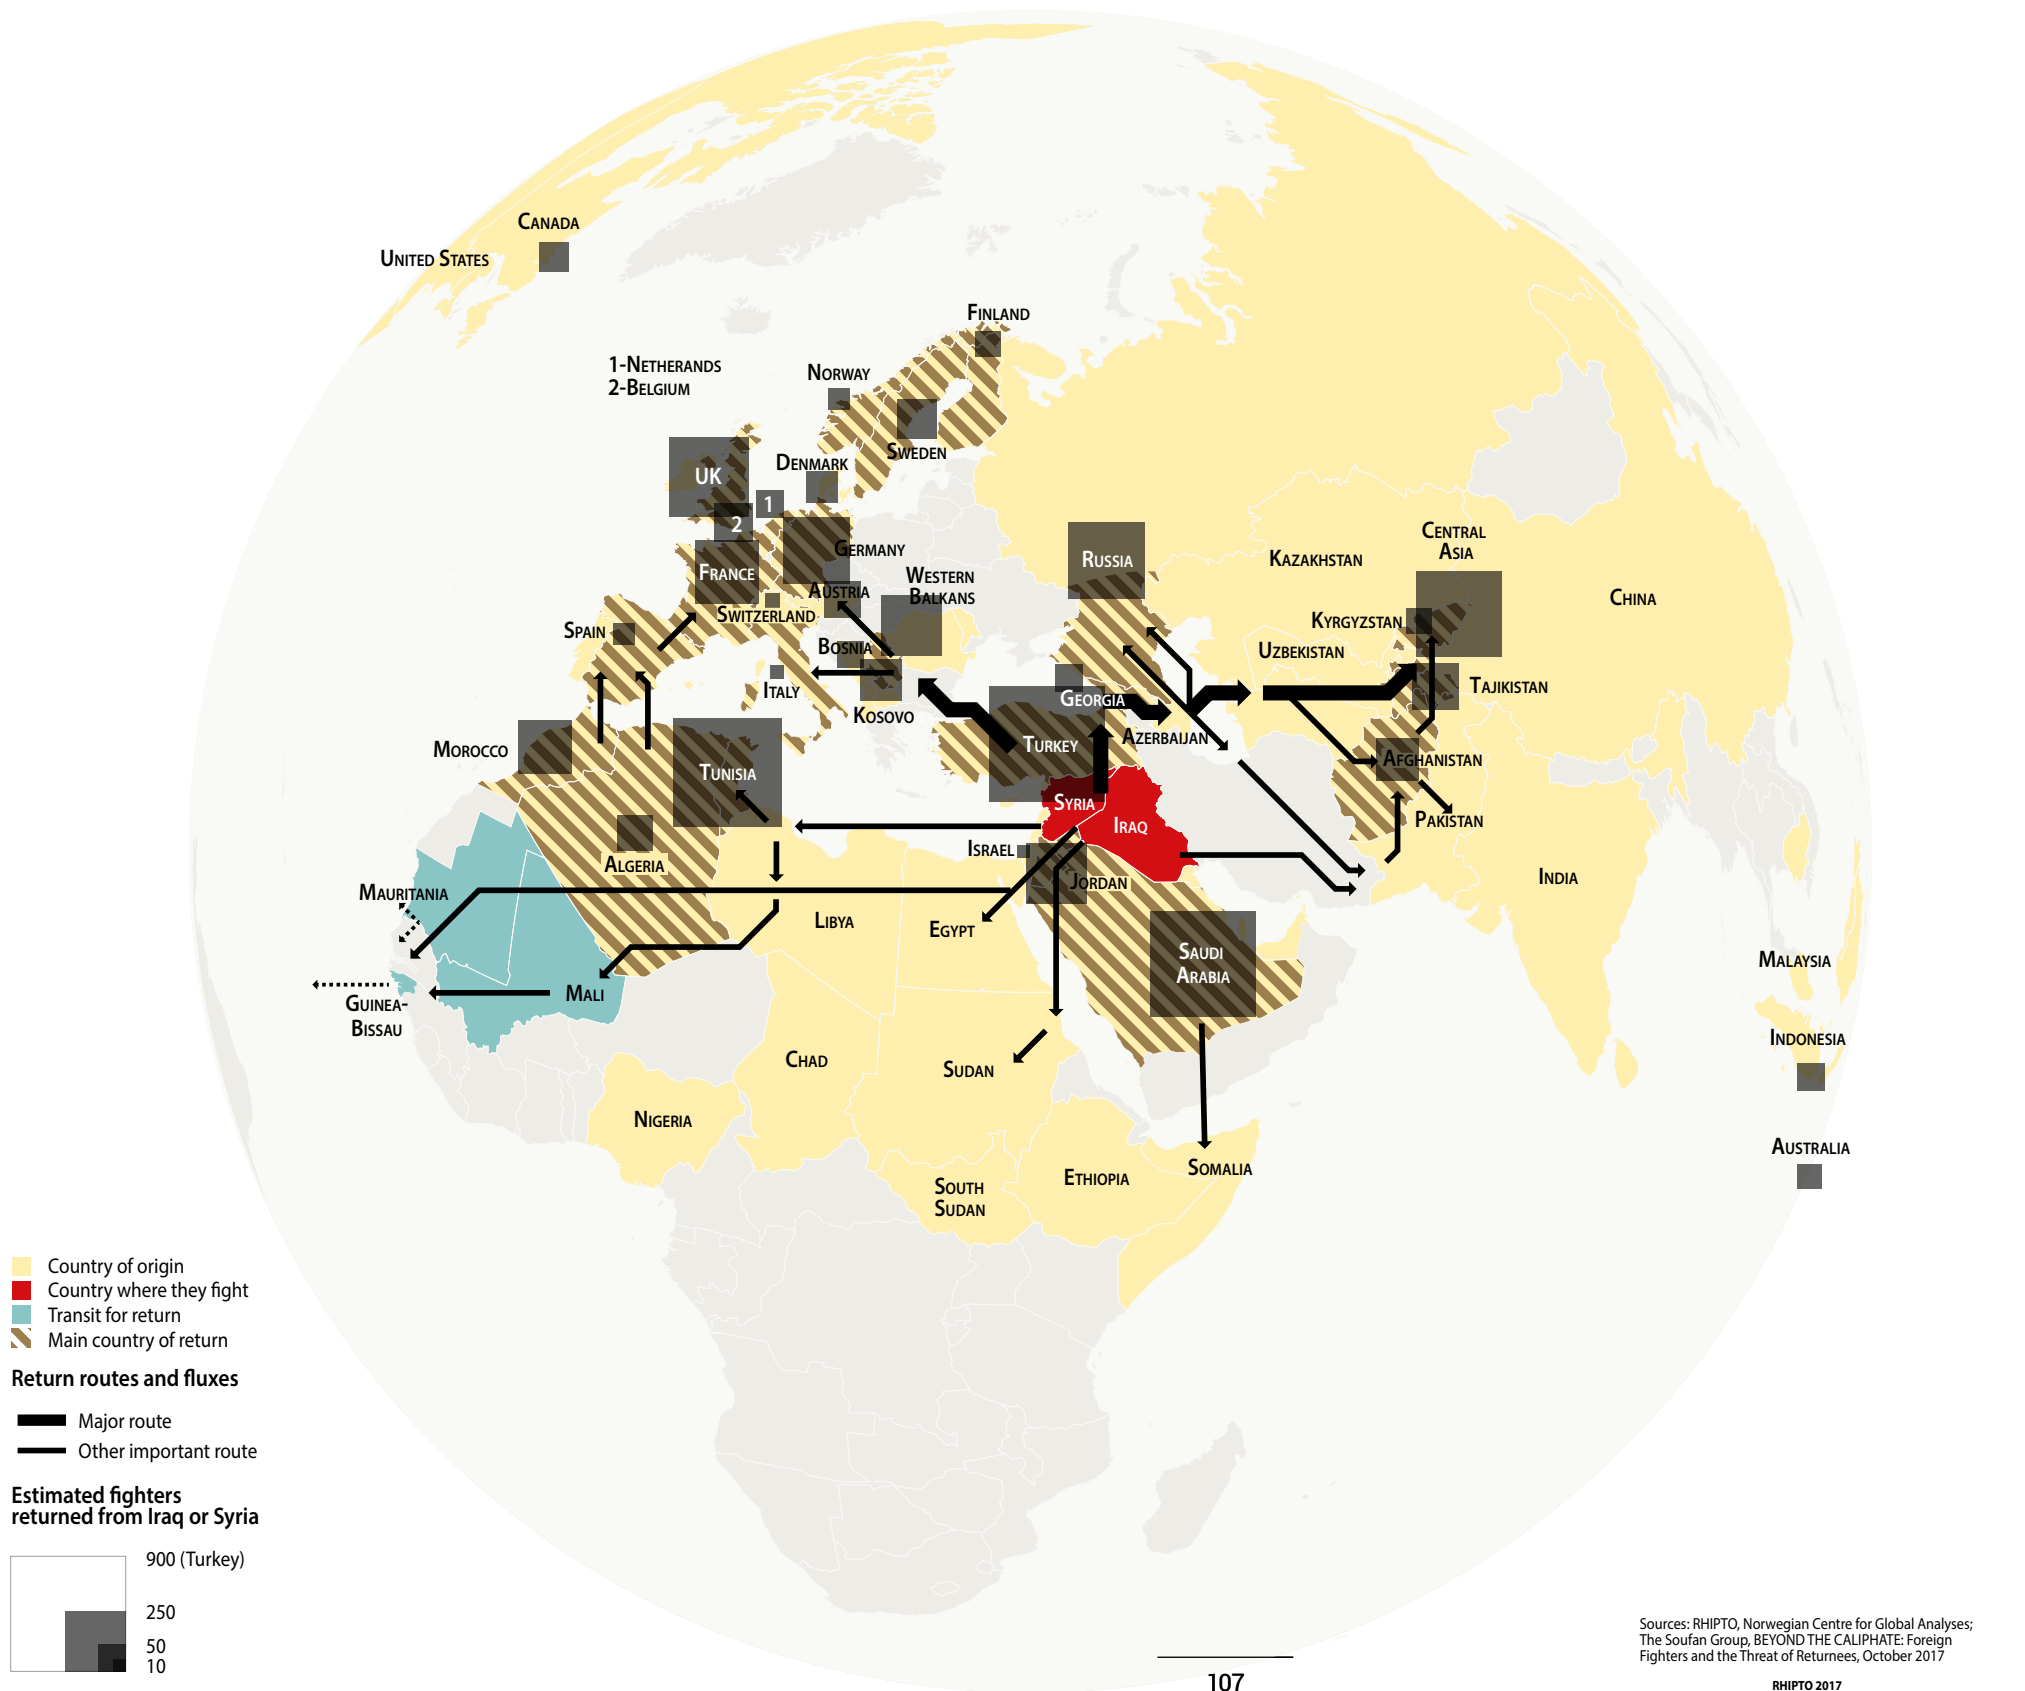 Canada
United States
Finland
1-Netherands
2-Belgium
Norway
Sweden
Denmark
UK
1
2
Germany
France
Austria
Western
Balkans
Switzerland
Spain
Bosnia
Italy
Kosovo
Russia
Kazakhstan
Central
Asia
China
Kyrgyzstan
Uzbekistan
Tajikistan
Georgia
Azerbaijan
Turkey
Afghanistan
Pakistan
Morocco
Tunisia
Algeria
Syria
Iraq
Israel
Jordan
India
Mauritania
Libya
Egypt
Saudi
Arabia
Mali
Guinea-
Bissau
Malaysia
Indonesia
Australia
Chad
Sudan
Nigeria
Ethiopia
Somalia
South
Sudan
Country of origin
Country where they fight
Transit for return
Main country of return
Return routes and fluxes
Major route
Other important route
Estimated fighters
returned from Iraq or Syria
900 (Turkey)
250
50
10
Sources: RHIPTO, Norwegian Centre for Global Analyses;
The Soufan Group, BEYOND THE CALIPHATE: Foreign
Fighters and the Threat of Returnees, October 2017
RHIPTO 2017
107